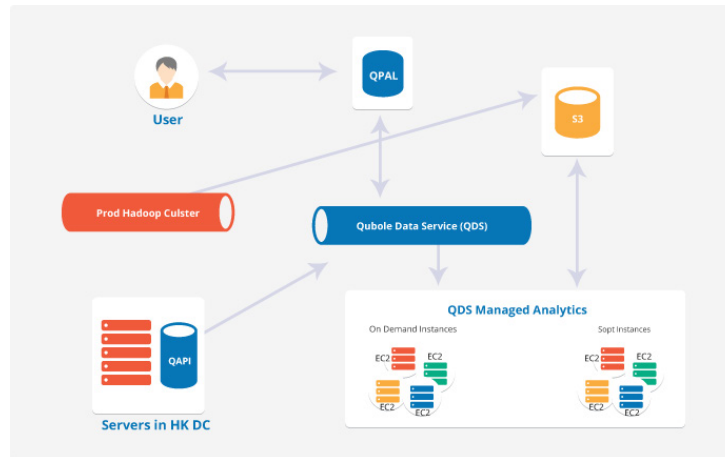 QPAL
User
S3
Prod Hadoop Culster
Qubole Data Service (QDS)
QDS Managed Analytics
On Demand Instances
Sopt Instances
EC2
EC2
EC2
EC2
EC2
EC2
EC2
EC2
QAPI
Servers in HK DC